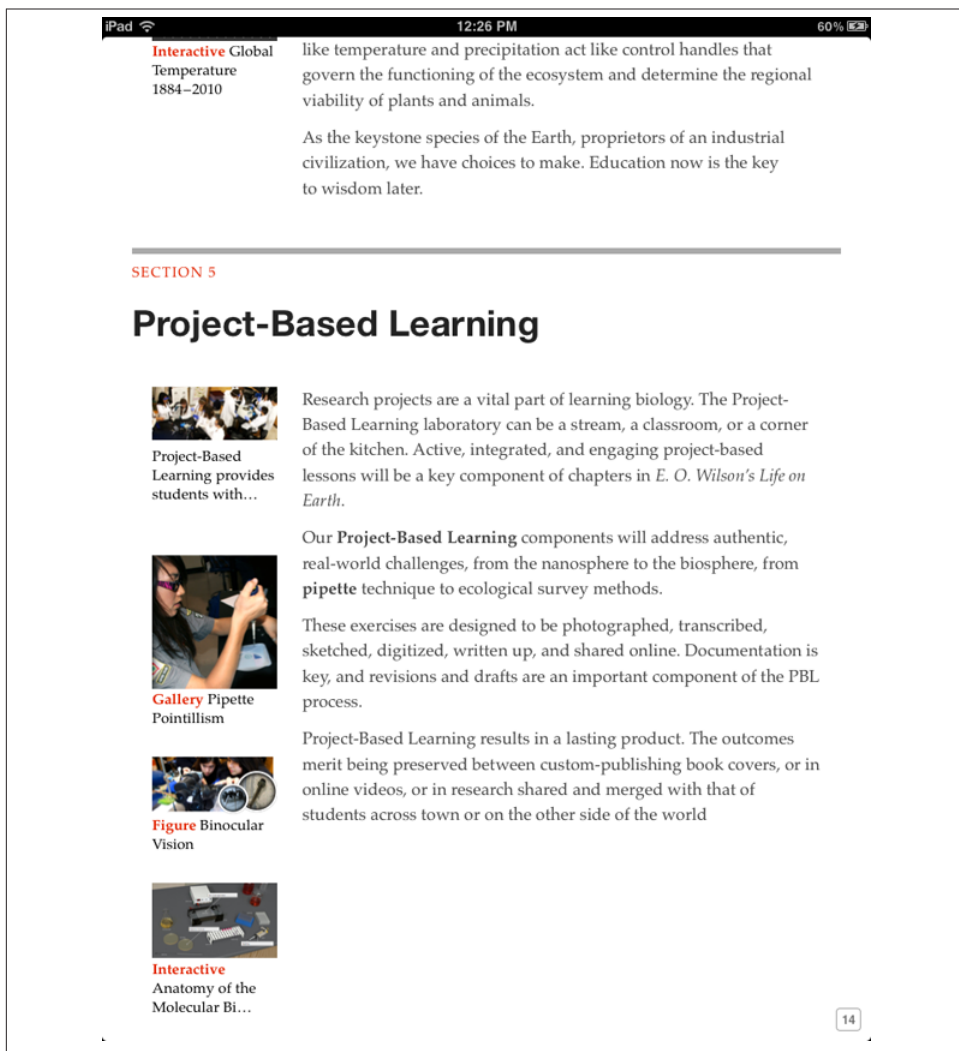 iPad
12:26 PM
60%
Interactive Global
Temperature
1884–2010
like temperature and precipitation act like control handles that
govern the functioning of the ecosystem and determine the regional
viability of plants and animals.
As the keystone species of the Earth, proprietors of an industrial
civilization, we have choices to make. Education now is the key
to wisdom later.
SECTION 5
Project-Based Learning
Project-Based
Learning provides
students with…
Research projects are a vital part of learning biology. The Project-
Based Learning laboratory can be a stream, a classroom, or a corner
of the kitchen. Active, integrated, and engaging project-based
lessons will be a key component of chapters in E. O. Wilson's Life on
Earth.
Our Project-Based Learning components will address authentic,
real-world challenges, from the nanosphere to the biosphere, from
pipette technique to ecological survey methods.
These exercises are designed to be photographed, transcribed,
sketched, digitized, written up, and shared online. Documentation is
key, and revisions and drafts are an important component of the PBL
process.
Gallery Pipette
Pointillism
Project-Based Learning results in a lasting product. The outcomes
merit being preserved between custom-publishing book covers, or in
online videos, or in research shared and merged with that of
students across town or on the other side of the world
Figure Binocular
Vision
Interactive
Anatomy of the
Molecular Bi…
14